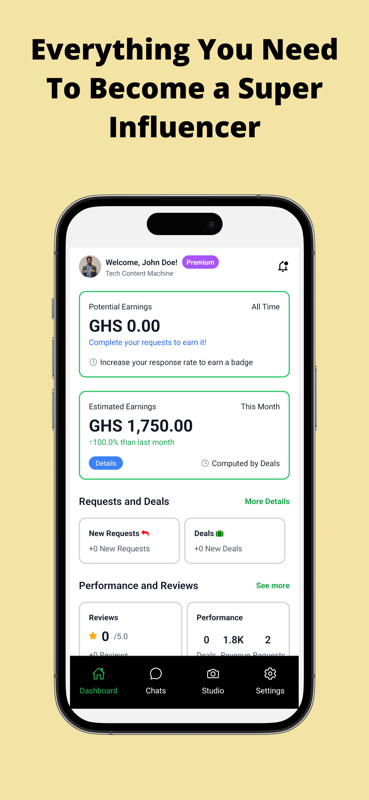 Everything You Need
To Become a Super
Influencer
Welcome, John Doe! Premium
Tech Content Machine
Potential Earnings All Time
GHS 0.00
Complete your requests to earn it!
Increase your response rate to earn a badge
Estimated Earnings This Month
GHS 1,750.00
↑100.0% than last month
Details Computed by Deals
Requests and Deals More Details
New Requests Deals
+0 New Requests +0 New Deals
Performance and Reviews See more
Reviews Performance
0 /5.0 0 1.8K 2
+0 Reviews Deals Revenue Requests
Dashboard Chats Studio Settings